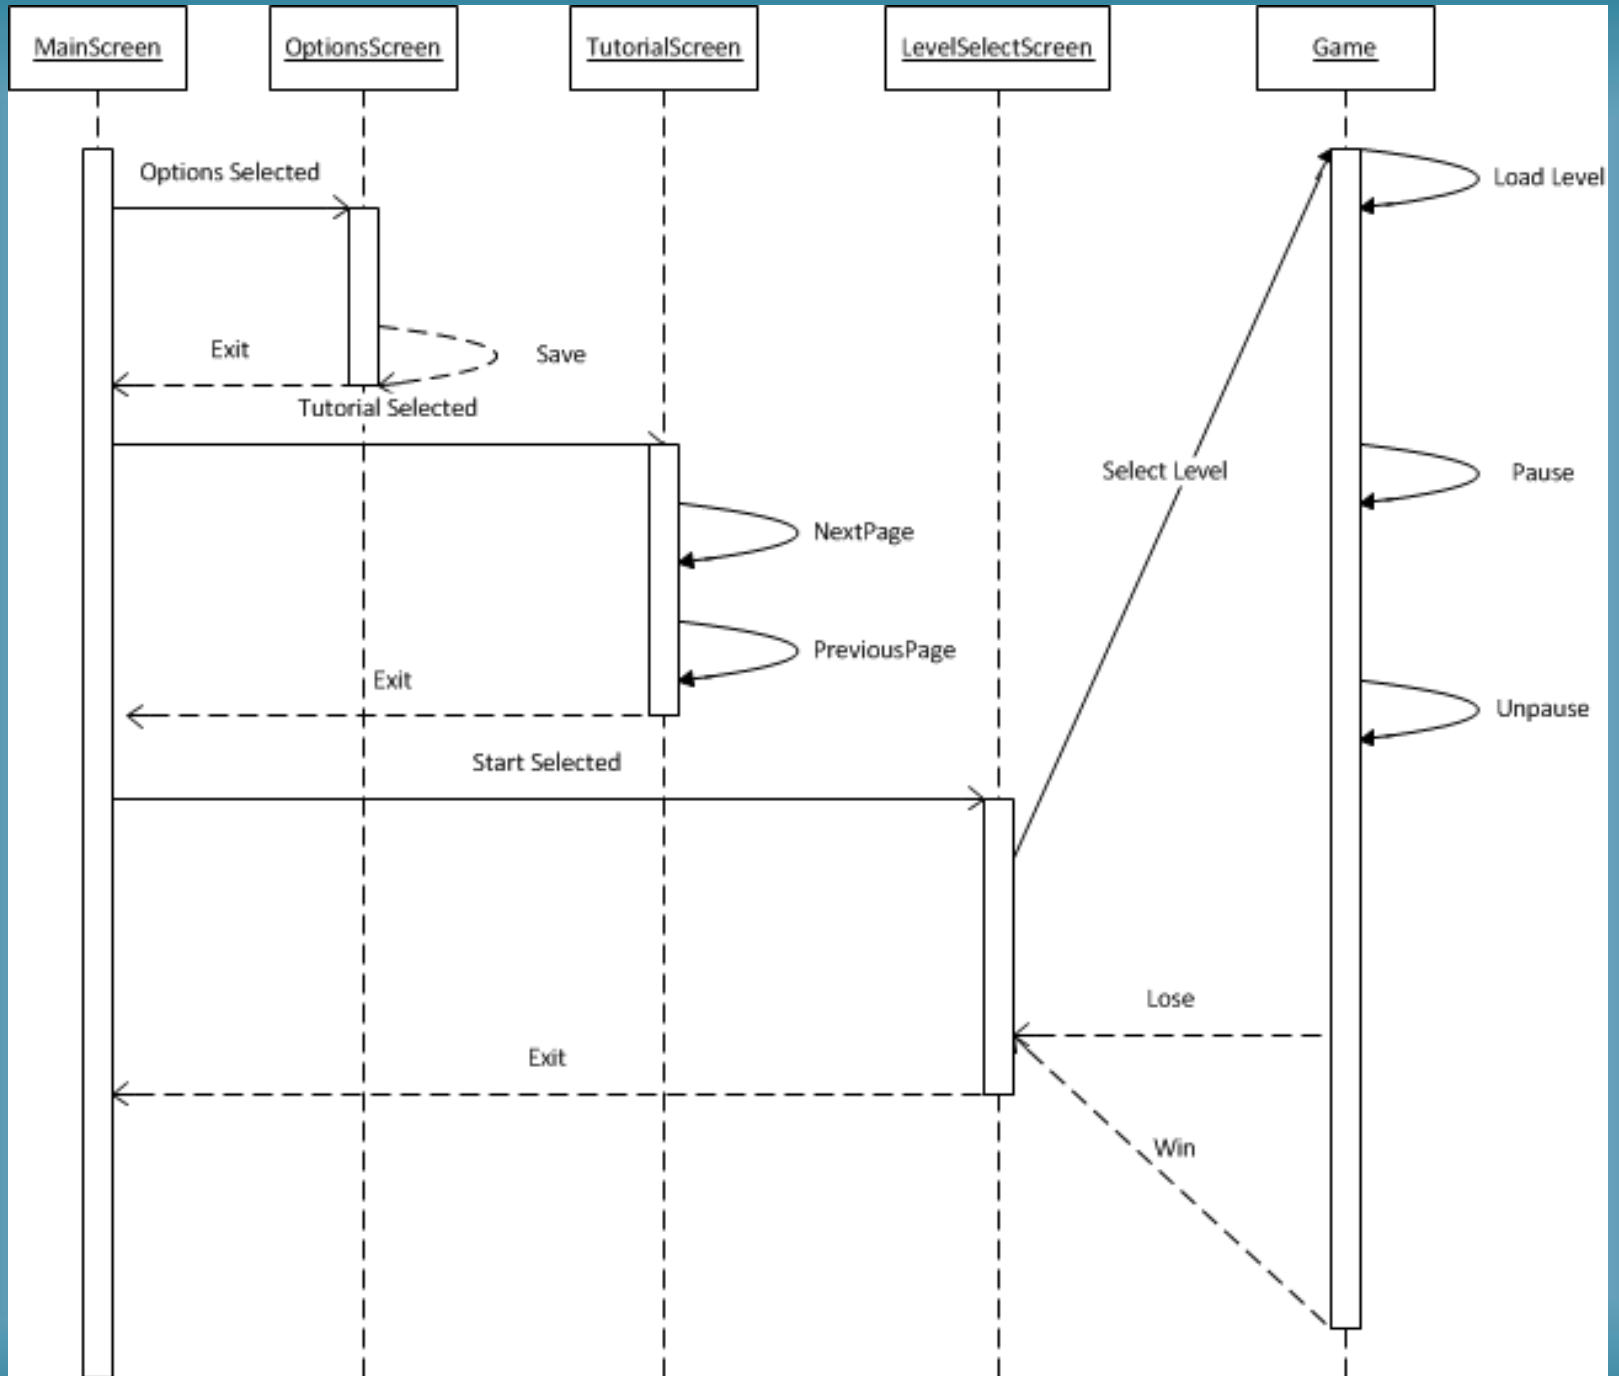 MainScreen
OptionsScreen
TutorialScreen
LevelSelectScreen
Game
Options Selected
Load Level
Exit
Save
Tutorial Selected
Select Level
Pause
NextPage
PreviousPage
Exit
Unpause
Start Selected
Lose
Exit
Win